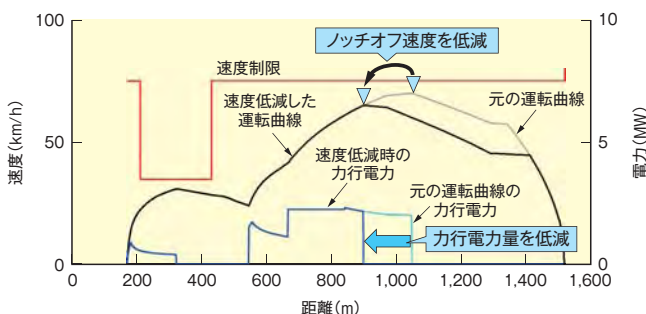 100
50
0
速度(km/h)
ノッチオフ速度を低減
速度制限
速度低減した
運転曲線
元の運転曲線
速度低減時の
力行電力
元の運転曲線の
力行電力
力行電力量を低減
10
5
0
電力(MW)
0 200 400 600 800 1,000 1,200 1,400 1,600
距離(m)